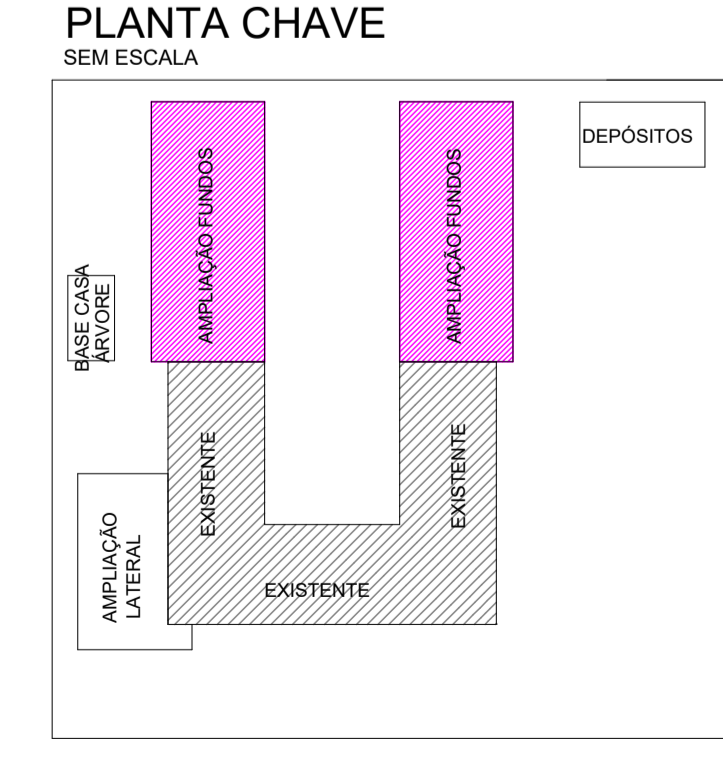 PLANTA CHAVE
SEM ESCALA
DEPÓSITOS
AMPLIAÇÃO FUNDOS
AMPLIAÇÃO FUNDOS
BASE CASA
ÁRVORE
EXISTENTE
EXISTENTE
AMPLIAÇÃO
LATERAL
EXISTENTE